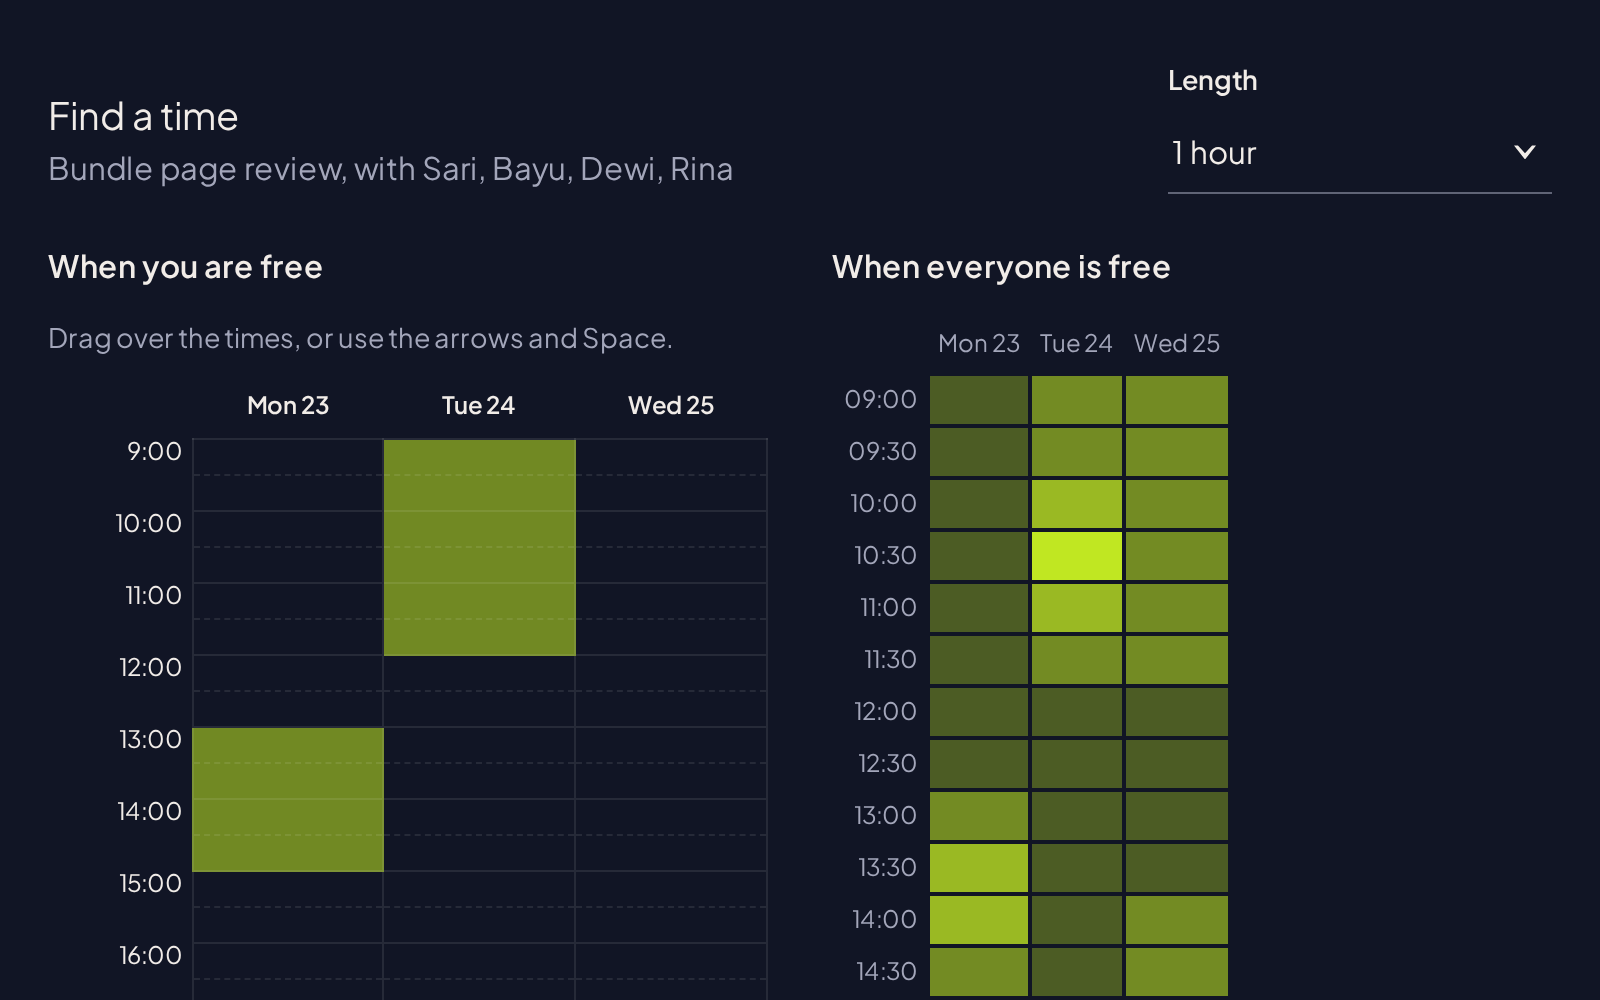 Find a time
Bundle page review, with Sari, Bayu, Dewi, Rina
Length
1 hour
When you are free
Drag over the times, or use the arrows and Space.
Mon 23 Tue 24 Wed 25
9:00
10:00
11:00
12:00
13:00
14:00
15:00
16:00
When everyone is free
Mon 23 Tue 24 Wed 25
09:00
09:30
10:00
10:30
11:00
11:30
12:00
12:30
13:00
13:30
14:00
14:30